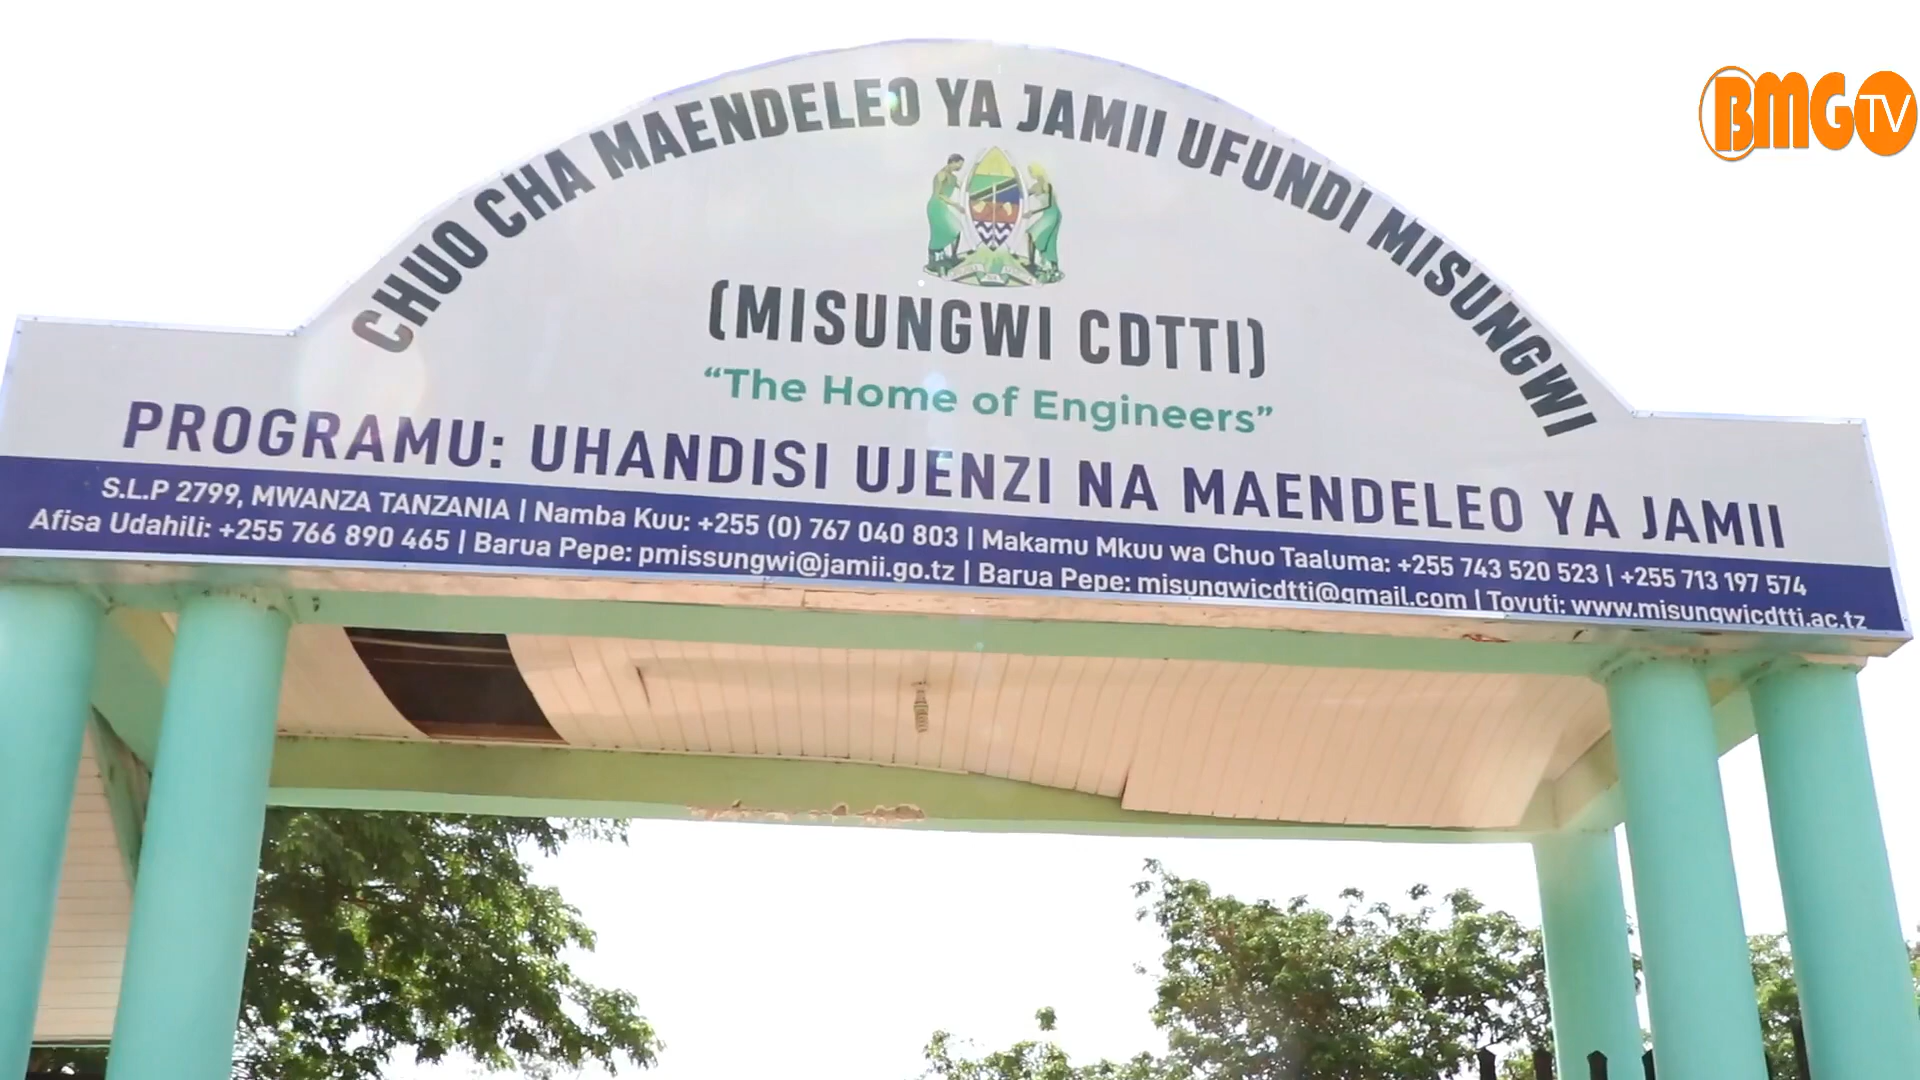 BMG TV
CHUO CHA MAENDELEO YA JAMII UFUNDI MISUNGWI
(MISUNGWI CDTTI)
“The Home of Engineers”
PROGRAMU: UHANDISI UJENZI NA MAENDELEO YA JAMII
S.L.P 2799, MWANZA TANZANIA | Namba Kuu: +255 (0) 767 040 803 | Makamu Mkuu wa Chuo Taaluma: +255 743 520 523 | +255 713 197 574
Afisa Udahili: +255 766 890 465 | Barua Pepe: pmissungwi@jamii.go.tz | Barua Pepe: misungwicdtti@gmail.com | Tovuti: www.misungwicdtti.ac.tz